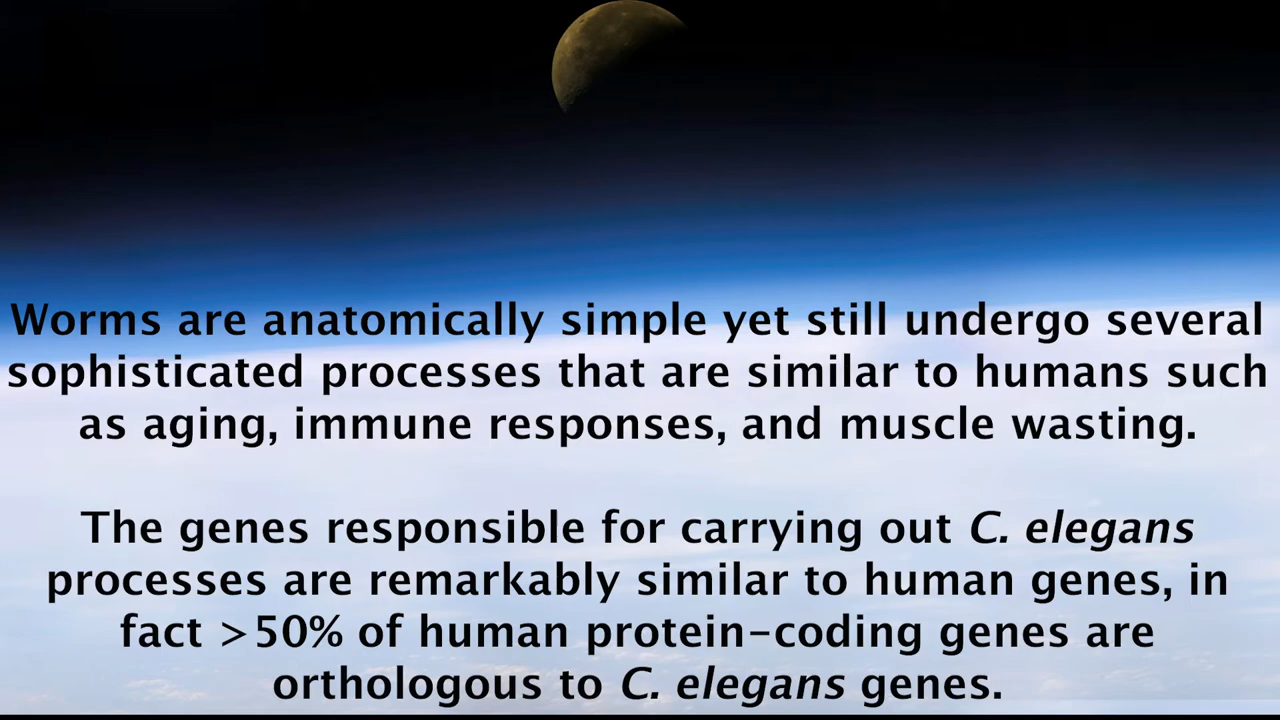 Worms are anatomically simple yet still undergo several
sophisticated processes that are similar to humans such
as aging, immune responses, and muscle wasting.
The genes responsible for carrying out C. elegans
processes are remarkably similar to human genes, in
fact >50% of human protein-coding genes are
orthologous to C. elegans genes.